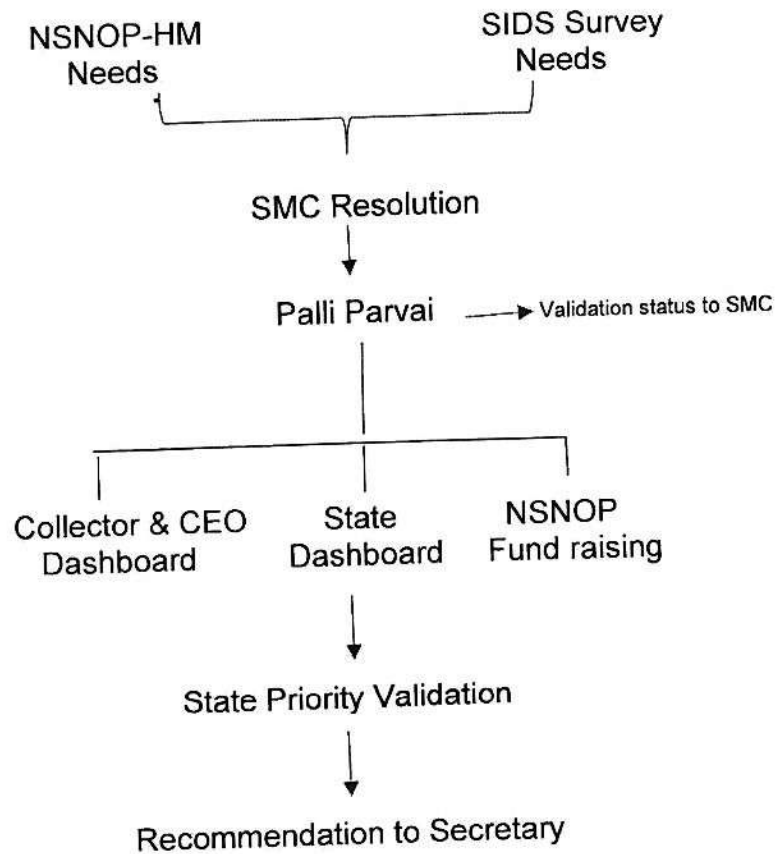 NSNOP-HM
Needs
SIDS Survey
Needs
SMC Resolution
Palli Parvai
Validation status to SMC
Collector & CEO
Dashboard
State
Dashboard
NSNOP
Fund raising
State Priority Validation
Recommendation to Secretary